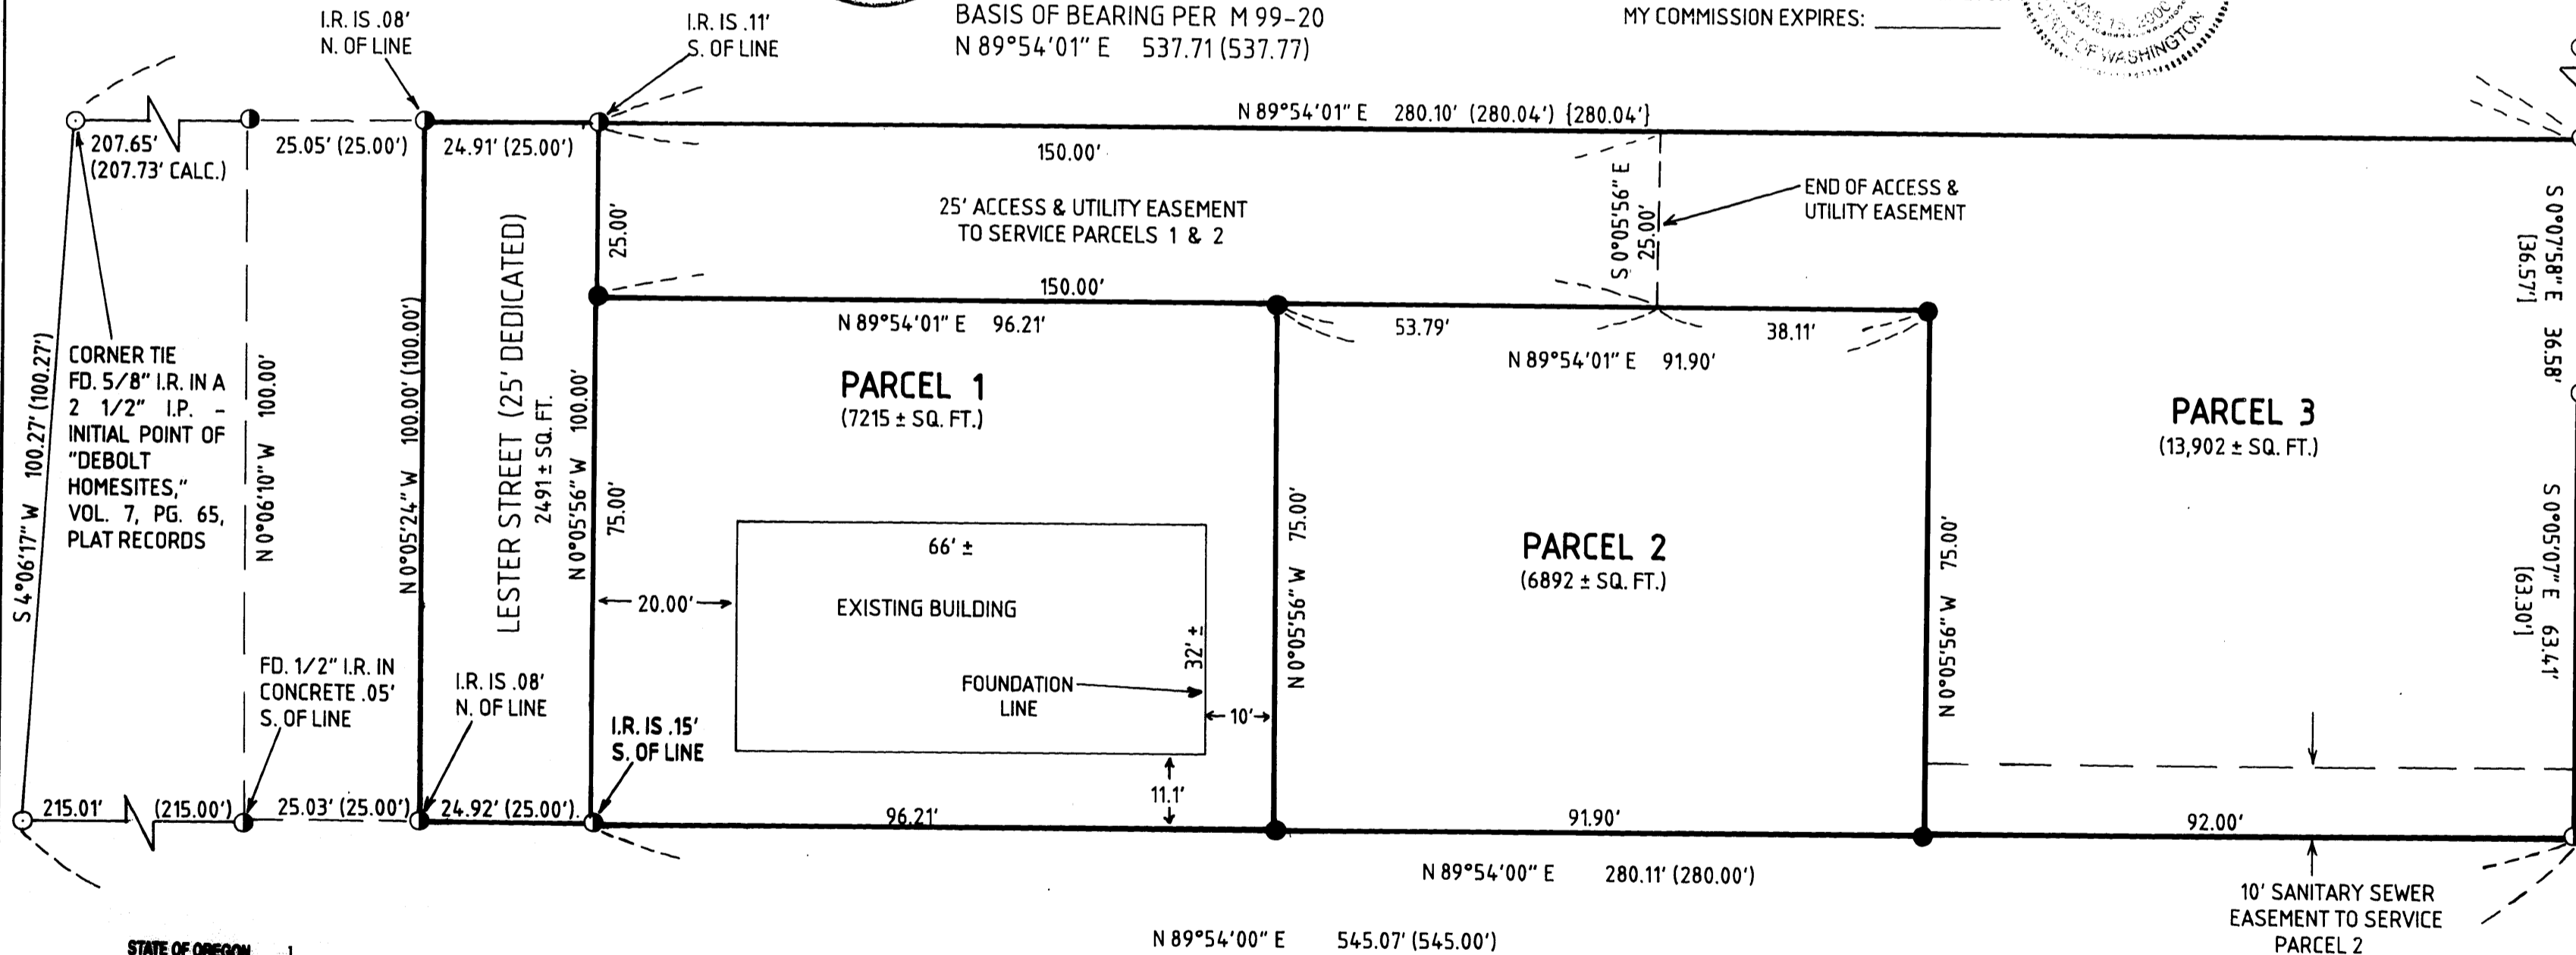 I.R. IS .08'
N. OF LINE
I.R. IS .11'
S. OF LINE
BASIS OF BEARING PER M 99-20
N 89°54'01" E 537.71 (537.77)
MY COMMISSION EXPIRES:
OF WASHINGTON
N 89°54'01" E 280.10' (280.04') {280.04'}
207.65'
(207.73' CALC.)
25.05' (25.00')
24.91' (25.00')
150.00'
25' ACCESS & UTILITY EASEMENT
TO SERVICE PARCELS 1 & 2
25.00'
S 0°05'56" E
25.00'
END OF ACCESS &
UTILITY EASEMENT
S 0°07'58" E 36.58'
[36.57']
150.00'
N 89°54'01" E 96.21'
53.79'
38.11'
N 89°54'01" E 91.90'
S 4°06'17" W 100.27' (100.27')
CORNER TIE
FD. 5/8" I.R. IN A
2 1/2" I.P. -
INITIAL POINT OF
"DEBOLT
HOMESITES,"
VOL. 7, PG. 65,
PLAT RECORDS
N 0°06'10" W 100.00'
N 0°05'24" W 100.00' (100.00')
LESTER STREET (25' DEDICATED)
2491 ± SQ. FT.
N 0°05'56" W 100.00'
75.00'
PARCEL 1
(7215 ± SQ. FT.)
PARCEL 2
(6892 ± SQ. FT.)
PARCEL 3
(13,902 ± SQ. FT.)
N 0°05'56" W 75.00'
N 0°05'56" W 75.00'
S 0°05'07" E 63.41'
[63.30']
66' ±
20.00'
EXISTING BUILDING
32' ±
FOUNDATION
LINE
10'
11.1'
FD. 1/2" I.R. IN
CONCRETE .05'
S. OF LINE
I.R. IS .08'
N. OF LINE
I.R. IS .15'
S. OF LINE
215.01'
(215.00')
25.03' (25.00')
24.92' (25.00')
96.21'
91.90'
92.00'
N 89°54'00" E 280.11' (280.00')
10' SANITARY SEWER
EASEMENT TO SERVICE
PARCEL 2
N 89°54'00" E 545.07' (545.00')
STATE OF OREGON